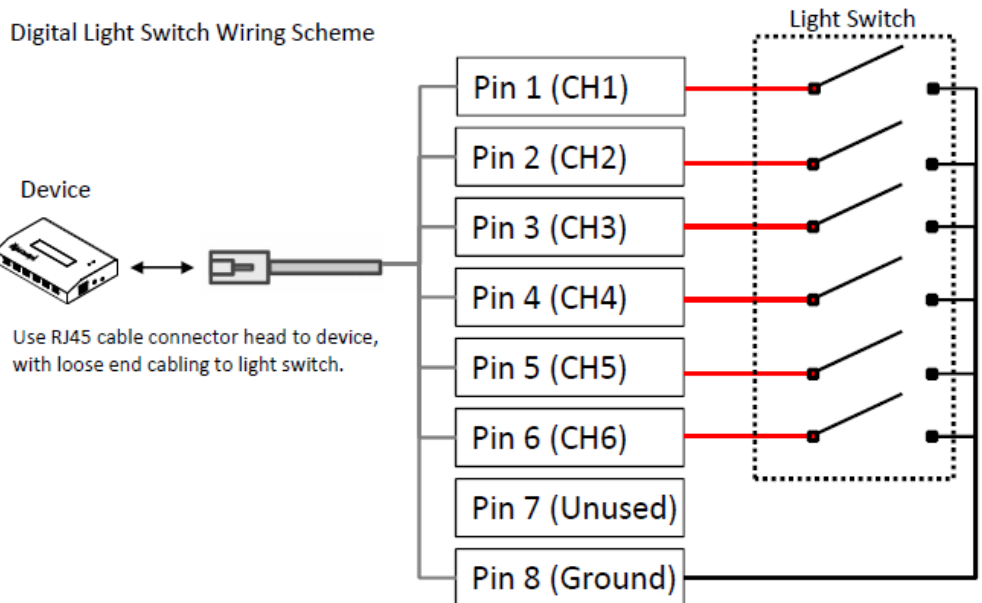 Light Switch
Digital Light Switch Wiring Scheme
Pin 1 (CH1)
Pin 2 (CH2)
Device
Pin 3 (CH3)
Pin 4 (CH4)
Use RJ45 cable connector head to device,
with loose end cabling to light switch.
Pin 5 (CH5)
Pin 6 (CH6)
Pin 7 (Unused)
Pin 8 (Ground)